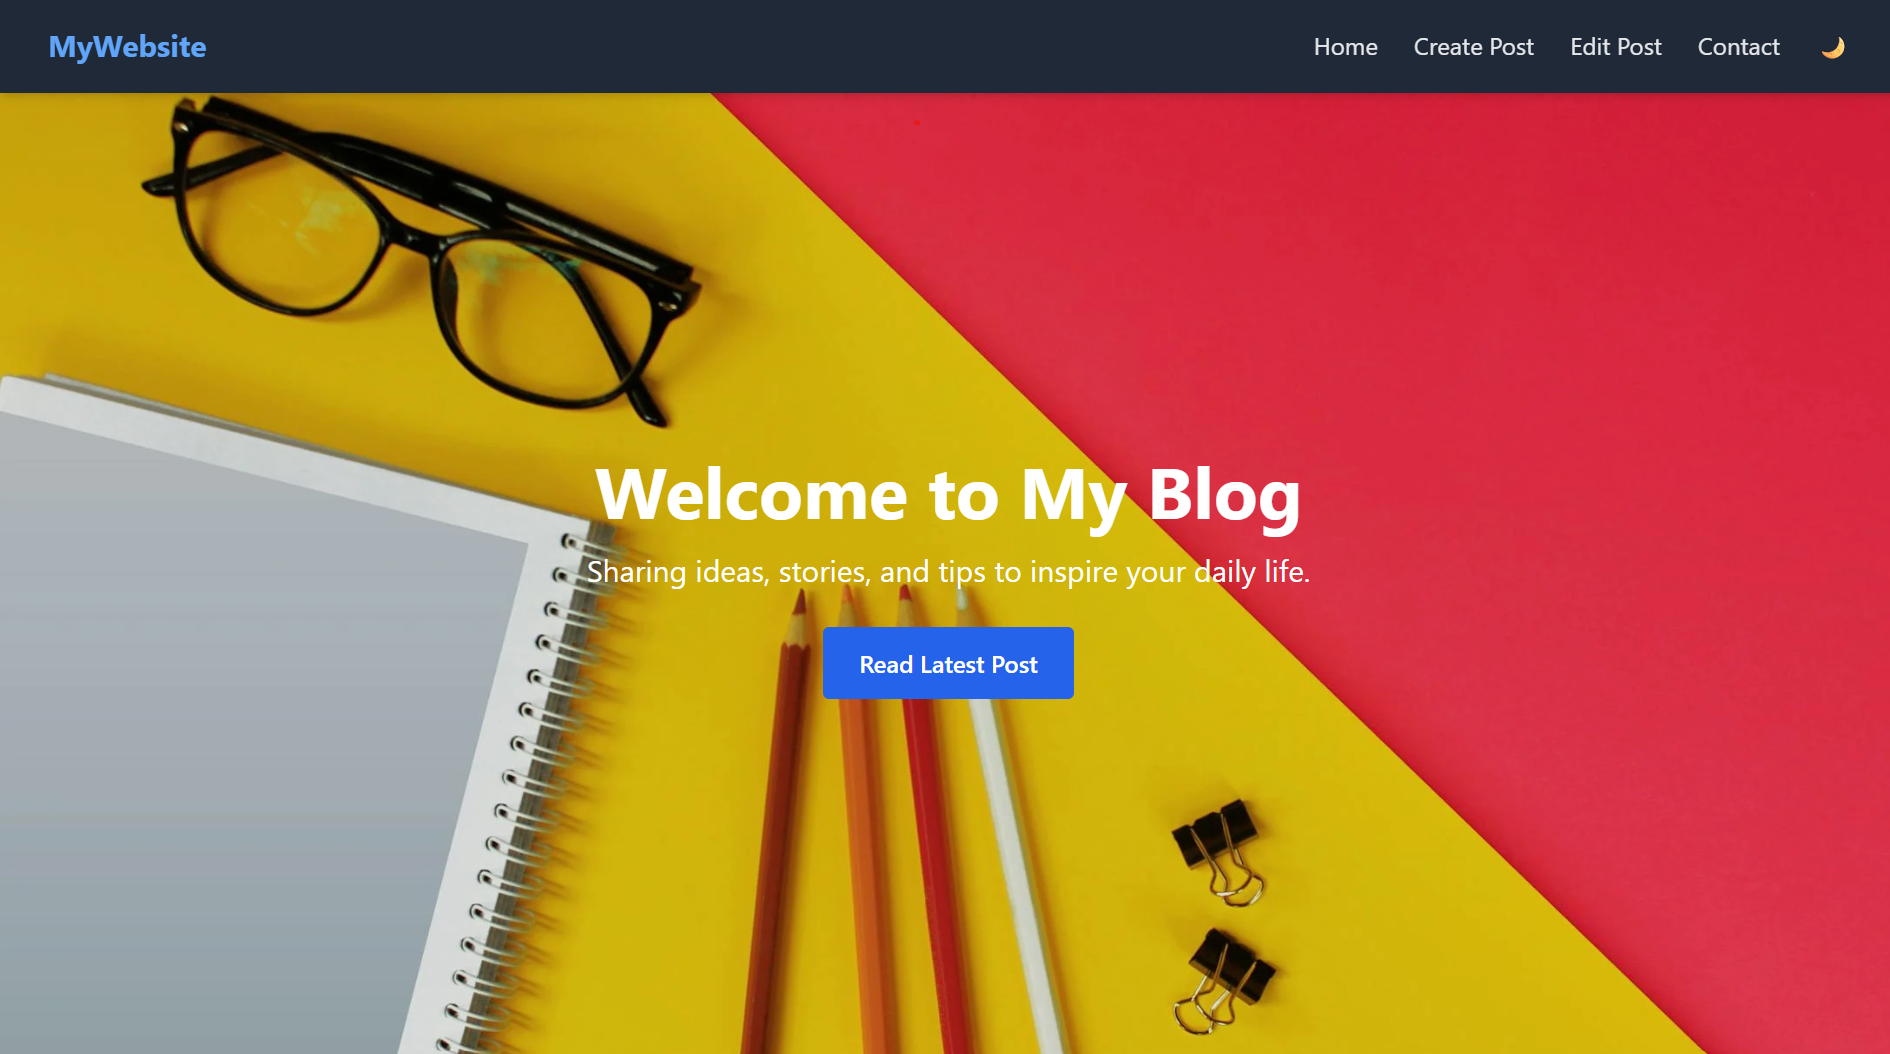 MyWebsite
Home Create Post Edit Post Contact
Welcome to My Blog
Sharing ideas, stories, and tips to inspire your daily life.
Read Latest Post